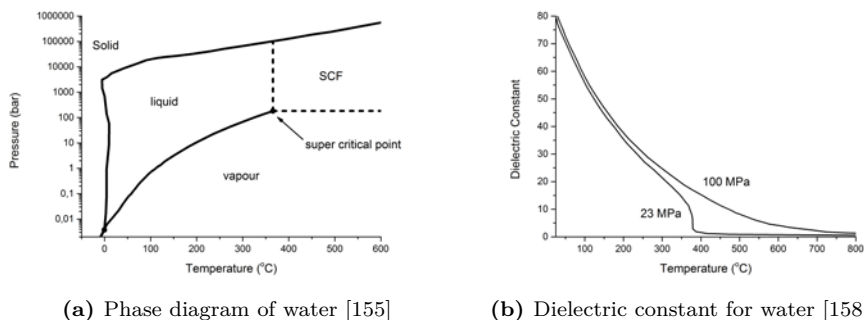 1000000
100000
10000
1000
100
10
1
0,1
0,01
Pressure (bar)
Solid
liquid
SCF
super critical point
vapour
0 100 200 300 400 500 600
Temperature (°C)
(a) Phase diagram of water [155]
80
70
60
50
40
30
20
10
0
Dielectric Constant
100 MPa
23 MPa
100 200 300 400 500 600 700 800
Temperature (°C)
(b) Dielectric constant for water [158